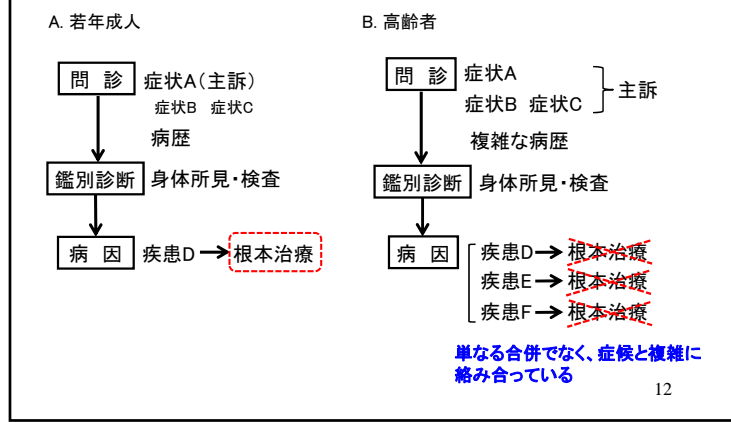 A. 若年成人
問 診 症状A(主訴)
症状B 症状C
病歴
鑑別診断 身体所見・検査
病 因 疾患D 根本治療
B. 高齢者
問 診 症状A
症状B 症状C 主訴
複雑な病歴
鑑別診断 身体所見・検査
病 因 疾患D 根本治療
疾患E 根本治療
疾患F 根本治療
単なる合併でなく、症候と複雑に
絡み合っている
12